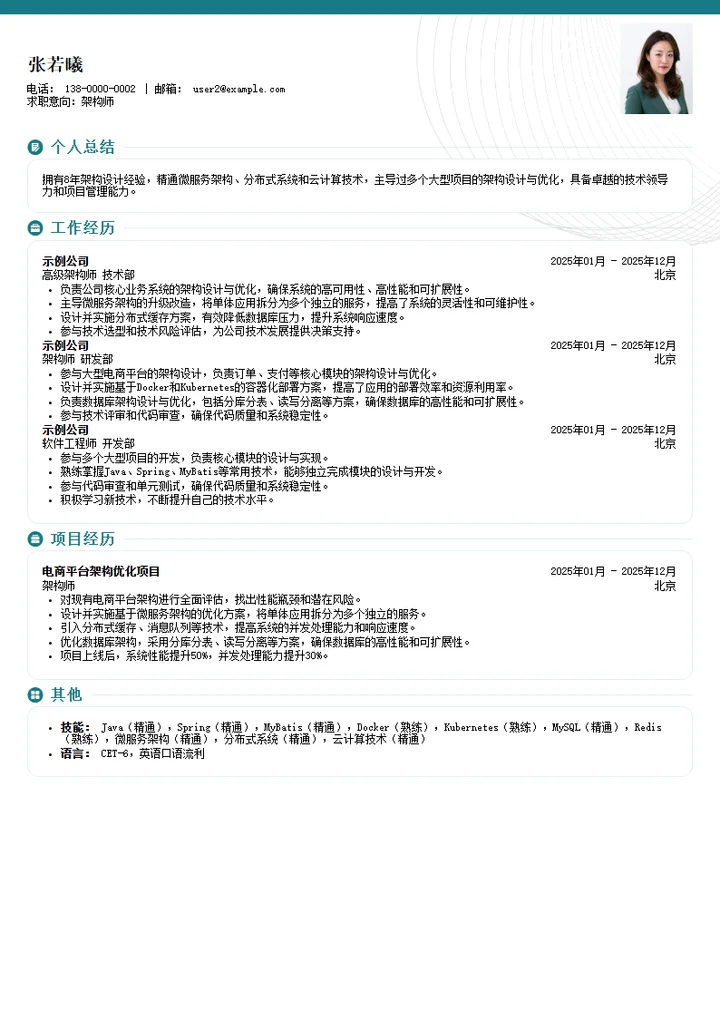 张若曦
电话： 138-0000-0002 | 邮箱： user2@example.com
求职意向：架构师
个人总结
拥有8年架构设计经验，精通微服务架构、分布式系统和云计算技术，主导过多个大型项目的架构设计与优化，具备卓越的技术领导
力和项目管理能力。
工作经历
示例公司 2025年01月 - 2025年12月
高级架构师 技术部 北京
• 负责公司核心业务系统的架构设计与优化，确保系统的高可用性、高性能和可扩展性。
• 主导微服务架构的升级改造，将单体应用拆分为多个独立的服务，提高了系统的灵活性和可维护性。
• 设计并实施分布式缓存方案，有效降低数据库压力，提升系统响应速度。
• 参与技术选型和技术风险评估，为公司技术发展提供决策支持。
示例公司 2025年01月 - 2025年12月
架构师 研发部 北京
• 参与大型电商平台的架构设计，负责订单、支付等核心模块的架构设计与优化。
• 设计并实施基于Docker和Kubernetes的容器化部署方案，提高了应用的部署效率和资源利用率。
• 负责数据库架构设计与优化，包括分库分表、读写分离等方案，确保数据库的高性能和可扩展性。
• 参与技术评审和代码审查，确保代码质量和系统稳定性。
示例公司 2025年01月 - 2025年12月
软件工程师 开发部 北京
• 参与多个大型项目的开发，负责核心模块的设计与实现。
• 熟练掌握Java、Spring、MyBatis等常用技术，能够独立完成模块的设计与开发。
• 参与代码审查和单元测试，确保代码质量和系统稳定性。
• 积极学习新技术，不断提升自己的技术水平。
项目经历
电商平台架构优化项目 2025年01月 - 2025年12月
架构师 北京
• 对现有电商平台架构进行全面评估，找出性能瓶颈和潜在风险。
• 设计并实施基于微服务架构的优化方案，将单体应用拆分为多个独立的服务。
• 引入分布式缓存、消息队列等技术，提高系统的并发处理能力和响应速度。
• 优化数据库架构，采用分库分表、读写分离等方案，确保数据库的高性能和可扩展性。
• 项目上线后，系统性能提升50%，并发处理能力提升30%。
其他
• 技能： Java（精通），Spring（精通），MyBatis（精通），Docker（熟练），Kubernetes（熟练），MySQL（精通），Redis
（熟练），微服务架构（精通），分布式系统（精通），云计算技术（精通）
• 语言： CET-6，英语口语流利